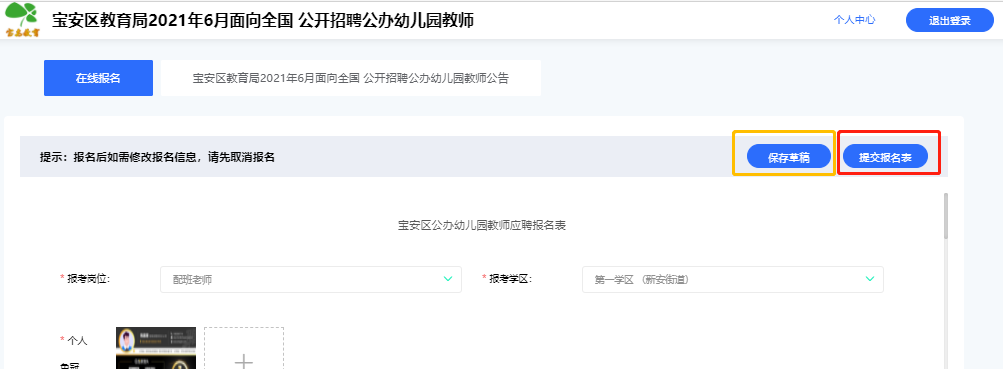 宝安区教育局2021年6月面向全国 公开招聘公办幼儿园教师
个人中心
退出登录
宝安教育
在线报名
宝安区教育局2021年6月面向全国 公开招聘公办幼儿园教师公告
提示：报名后如需修改报名信息，请先取消报名
保存草稿
提交报名表
宝安区公办幼儿园教师应聘报名表
* 报考岗位:
配班老师
* 报考学区:
第一学区 （新安街道）
* 个人